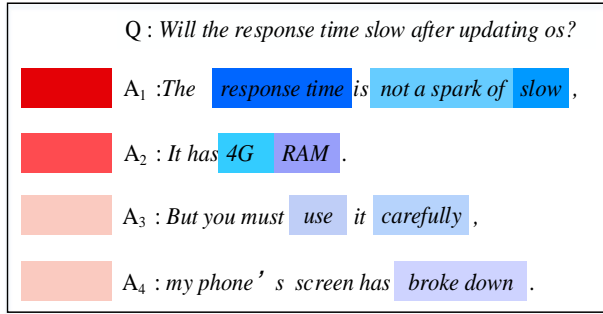 Q : Will the response time slow after updating os?
A1 :The response time is not a spark of slow ,
A2 : It has 4G RAM .
A3 : But you must use it carefully ,
A4 : my phone’s screen has broke down .